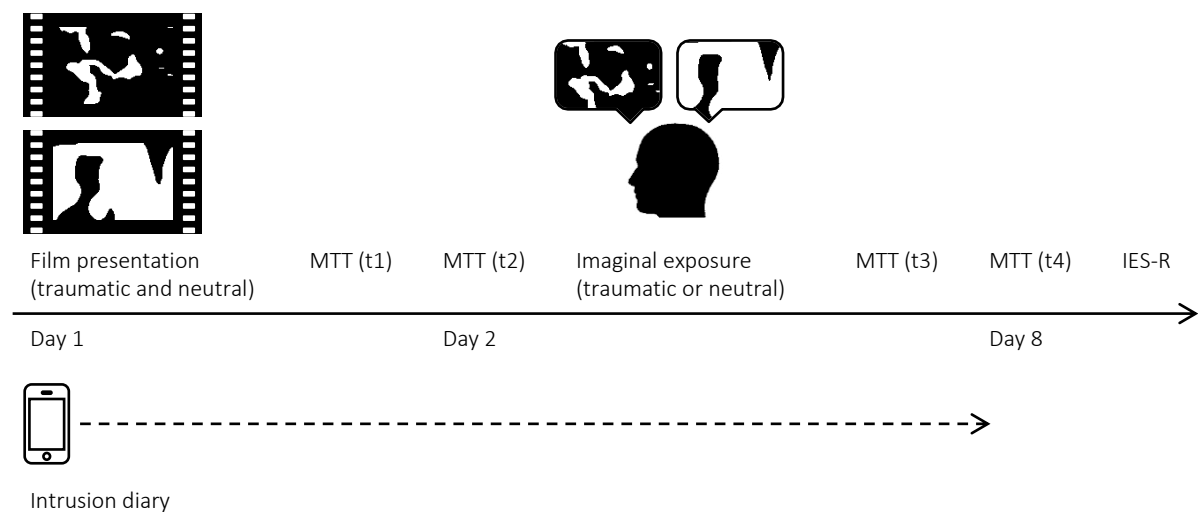 Film presentation
(traumatic and neutral)
MTT (t1)
MTT (t2)
Imaginal exposure
(traumatic or neutral)
MTT (t3)
MTT (t4)
IES-R
Day 1
Day 2
Day 8
Intrusion diary